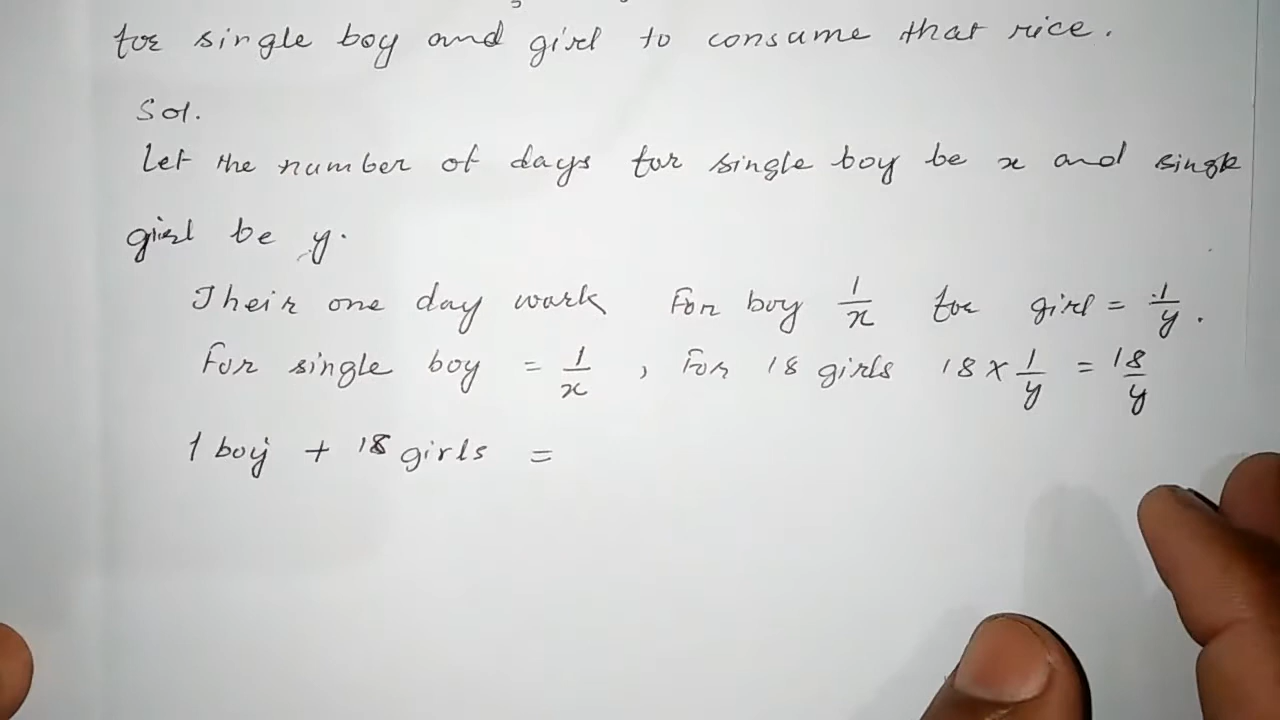 for single boy and girl to consume that rice.
Sol.
Let the number of days for single boy be x and single
girl be y.
Their one day work For boy 1/x for girl = 1/y.
For single boy = 1/x , For 18 girls 18 × 1/y = 18/y
1 boy + 18 girls =